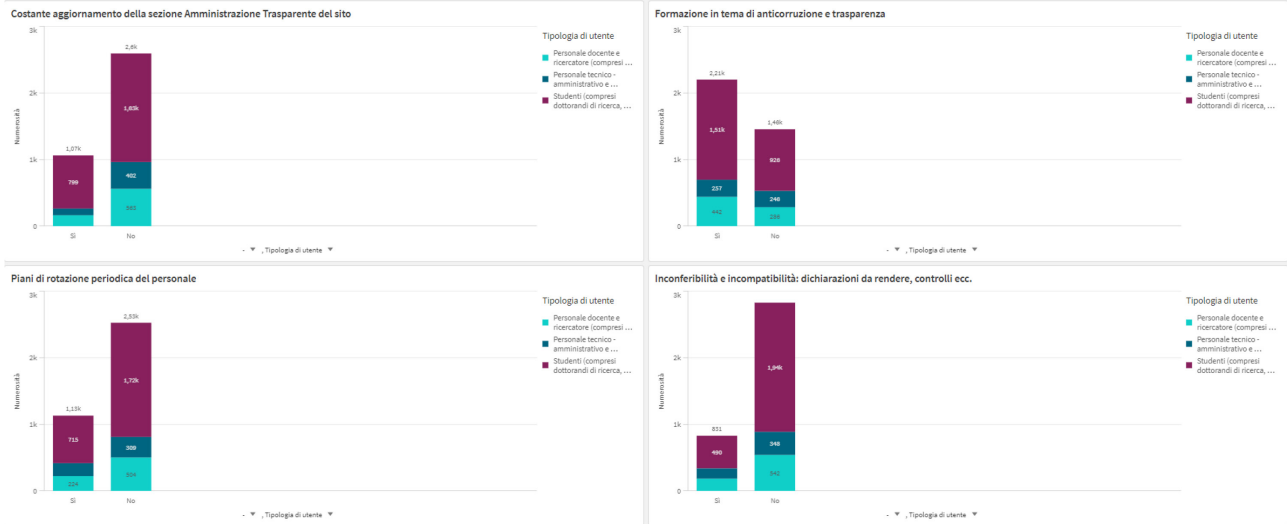 Costante aggiornamento della sezione Amministrazione Trasparente del sito
3k
2k
1k
0
Numerosità
1,07k
799
2,6k
1,63k
402
563
Sì
No
- , Tipologia di utente
Tipologia di utente
Personale docente e
ricercatore (compresi ...
Personale tecnico -
amministrativo e ...
Studenti (compresi
dottorandi di ricerca, ...
Formazione in tema di anticorruzione e trasparenza
3k
2k
1k
0
Numerosità
2,21k
1,51k
257
442
1,46k
928
246
286
Sì
No
- , Tipologia di utente
Tipologia di utente
Personale docente e
ricercatore (compresi ...
Personale tecnico -
amministrativo e ...
Studenti (compresi
dottorandi di ricerca, ...
Piani di rotazione periodica del personale
3k
2k
1k
0
Numerosità
1,13k
715
224
2,53k
1,72k
309
504
Sì
No
- , Tipologia di utente
Tipologia di utente
Personale docente e
ricercatore (compresi ...
Personale tecnico -
amministrativo e ...
Studenti (compresi
dottorandi di ricerca, ...
Inconferibilità e incompatibilità: dichiarazioni da rendere, controlli ecc.
3k
2k
1k
0
Numerosità
831
490
1,94k
348
542
Sì
No
- , Tipologia di utente
Tipologia di utente
Personale docente e
ricercatore (compresi ...
Personale tecnico -
amministrativo e ...
Studenti (compresi
dottorandi di ricerca, ...